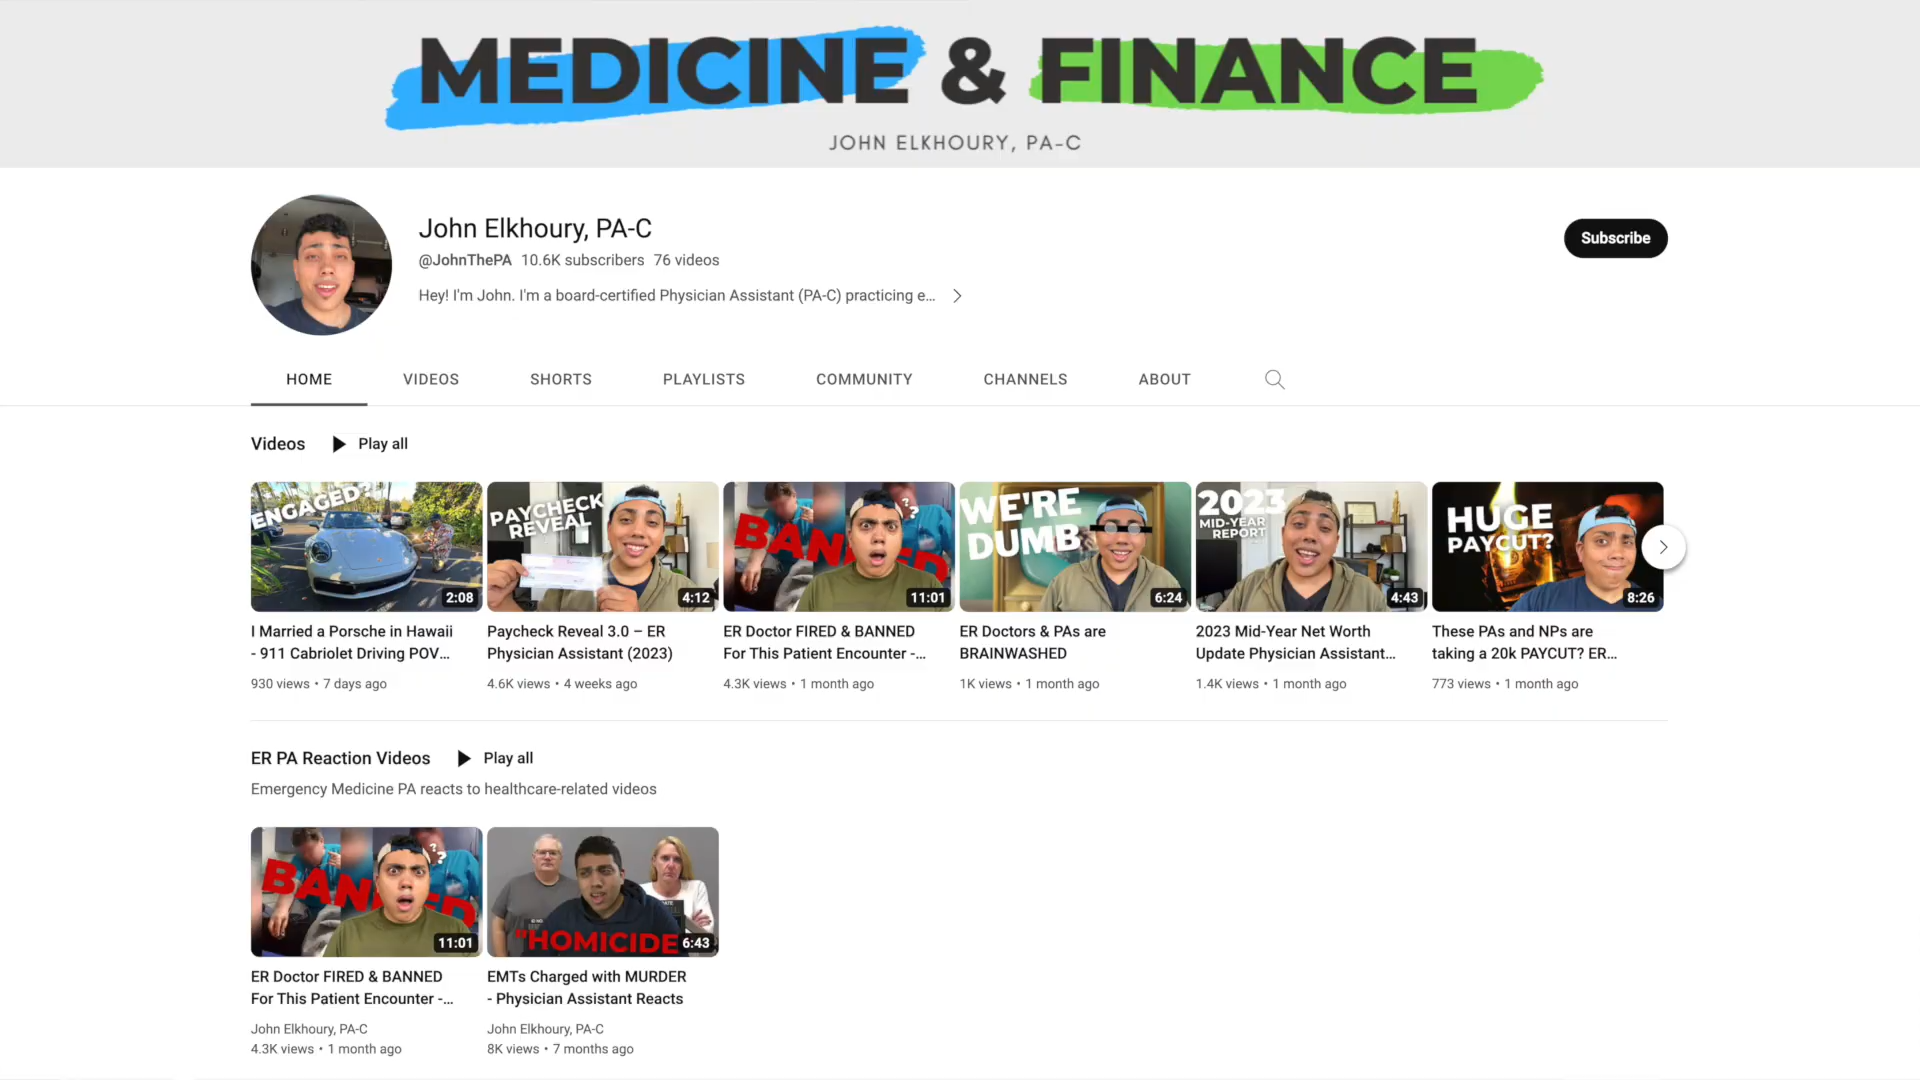 MEDICINE & FINANCE
JOHN ELKHOURY, PA-C
John Elkhoury, PA-C
@JohnThePA 10.6K subscribers 76 videos
Hey! I'm John. I'm a board-certified Physician Assistant (PA-C) practicing e...
Subscribe
HOME VIDEOS SHORTS PLAYLISTS COMMUNITY CHANNELS ABOUT
Videos Play all
ENGAGED?
2:08
PAYCHECK
REVEAL
4:12
BANNED
??
11:01
WE'RE
DUMB
6:24
2023
MID-YEAR
REPORT
4:43
HUGE
PAYCUT?
8:26
I Married a Porsche in Hawaii
- 911 Cabriolet Driving POV...
930 views • 7 days ago
Paycheck Reveal 3.0 – ER
Physician Assistant (2023)
4.6K views • 4 weeks ago
ER Doctor FIRED & BANNED
For This Patient Encounter -...
4.3K views • 1 month ago
ER Doctors & PAs are
BRAINWASHED
1K views • 1 month ago
2023 Mid-Year Net Worth
Update Physician Assistant...
1.4K views • 1 month ago
These PAs and NPs are
taking a 20k PAYCUT? ER...
773 views • 1 month ago
ER PA Reaction Videos Play all
Emergency Medicine PA reacts to healthcare-related videos
BANNED
??
11:01
"HOMICIDE
6:43
ER Doctor FIRED & BANNED
For This Patient Encounter -...
John Elkhoury, PA-C
4.3K views • 1 month ago
EMTs Charged with MURDER
- Physician Assistant Reacts
John Elkhoury, PA-C
8K views • 7 months ago